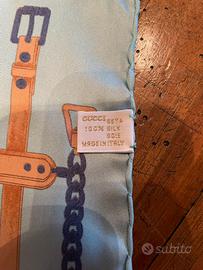 GUCCI SETA
100% SILK
SOIE
MADE IN ITALY
subito